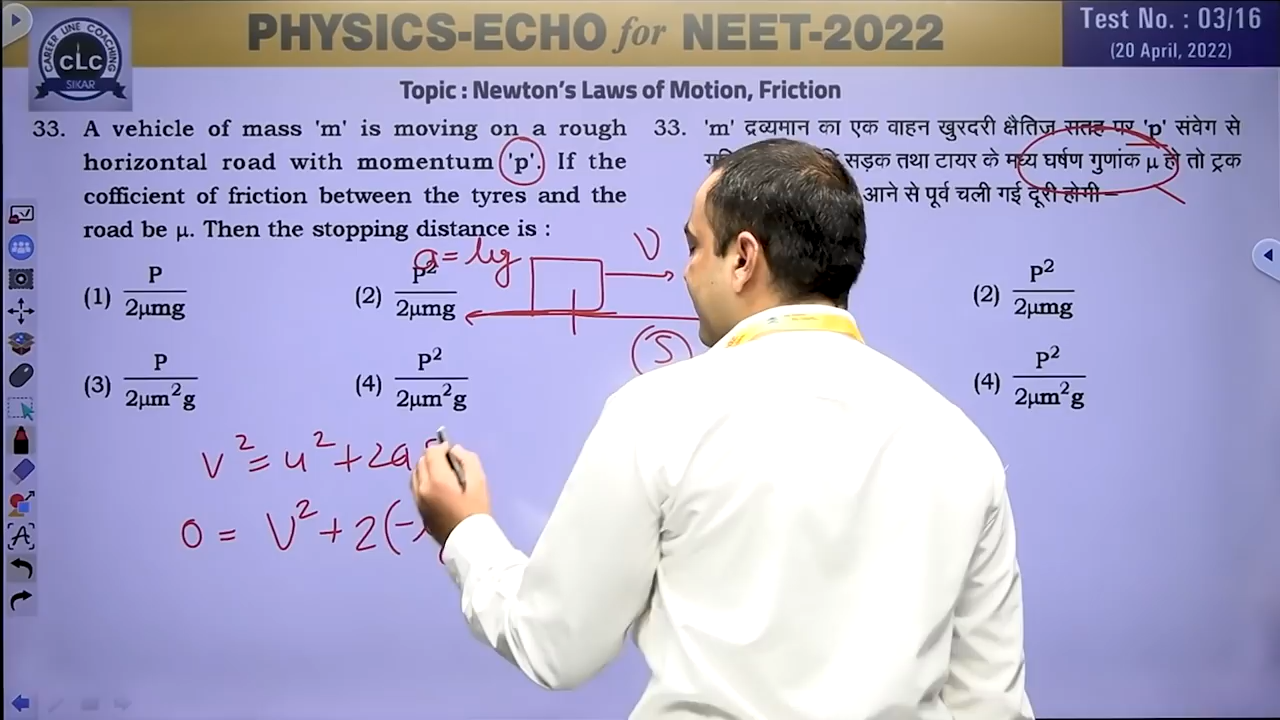 PHYSICS-ECHO for NEET-2022
Test No. : 03/16
(20 April, 2022)
CAREER LINE COACHING
CLC
SIKAR
Topic : Newton's Laws of Motion, Friction
33. A vehicle of mass 'm' is moving on a rough
horizontal road with momentum 'p'. If the
cofficient of friction between the tyres and the
road be µ. Then the stopping distance is :
(1) P/2µmg
(2) P²/2µmg
(3) P/2µm²g
(4) P²/2µm²g
33. 'm' द्रव्यमान का एक वाहन खुरदरी क्षैतिज सतह पर 'p' संवेग से
सड़क तथा टायर के मध्य घर्षण गुणांक µ हो तो ट्रक
आने से पूर्व चली गई दूरी होगी–
(2) P²/2µmg
(4) P²/2µm²g
a = µg
V
S
v² = u² + 2a
0 = V² + 2(-